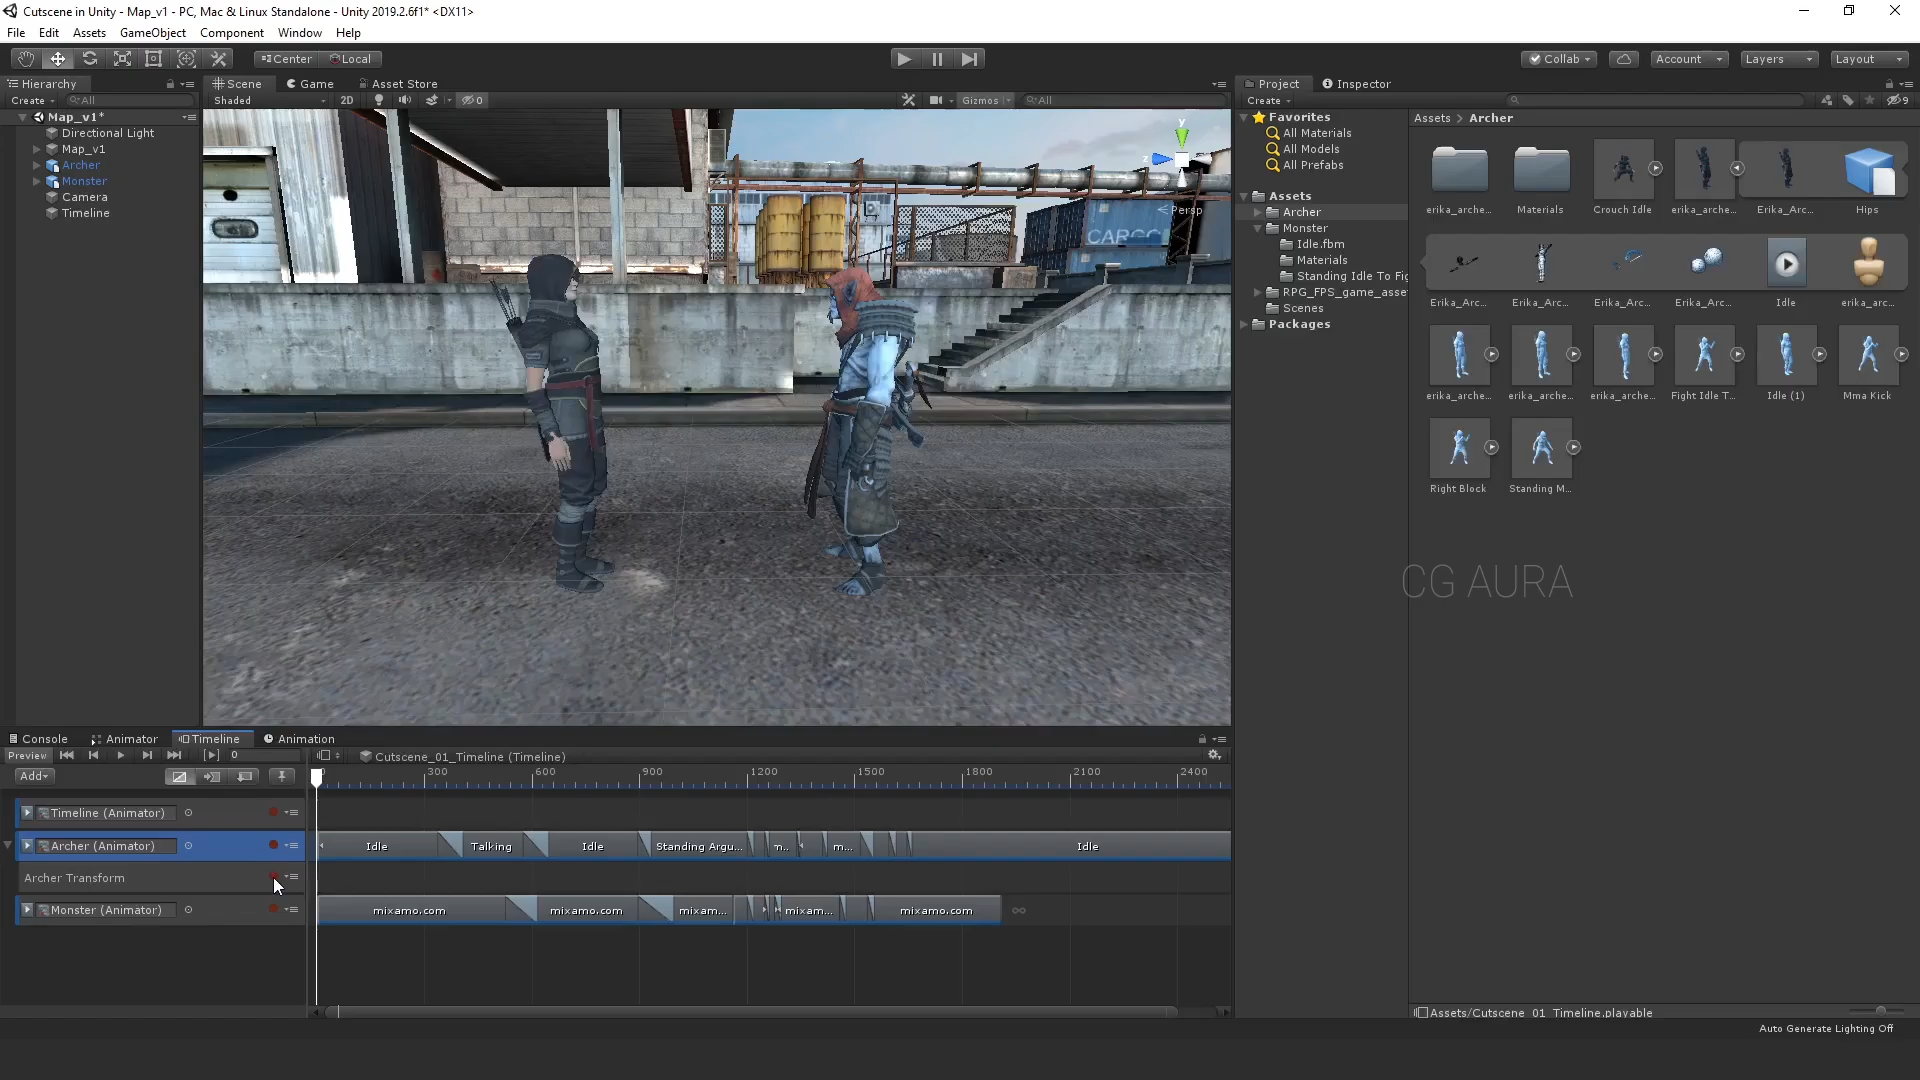 Cutscene in Unity - Map_v1 - PC, Mac & Linux Standalone - Unity 2019.2.6f1* <DX11>
File Edit Assets GameObject Component Window Help
Center Local
Collab Account Layers Layout
Hierarchy
Scene Game Asset Store
Project Inspector
Create All
Shaded 2D 0 Gizmos All
Create 9
Map_v1*
Directional Light
Map_v1
Archer
Monster
Camera
Timeline
y
z
Persp
CARGO
Favorites
All Materials
All Models
All Prefabs
Assets
Archer
Monster
Idle.fbm
Materials
Standing Idle To Fig
RPG_FPS_game_asse
Scenes
Packages
Assets > Archer
erika_arche... Materials Crouch Idle erika_arche... Erika_Arc... Hips
Erika_Arc... Erika_Arc... Erika_Arc... Erika_Arc... Idle erika_arc...
erika_arche... erika_arche... erika_arche... Fight Idle T... Idle (1) Mma Kick
Right Block Standing M...
CG AURA
Console Animator Timeline Animation
Preview 0 Cutscene_01_Timeline (Timeline)
Add
0 300 600 900 1200 1500 1800 2100 2400
Timeline (Animator)
Archer (Animator) Idle Talking Idle Standing Argu... m.. m... Idle
Archer Transform
Monster (Animator) mixamo.com mixamo.com mixam... mixam... mixamo.com
Assets/Cutscene_01_Timeline.playable
Auto Generate Lighting Off